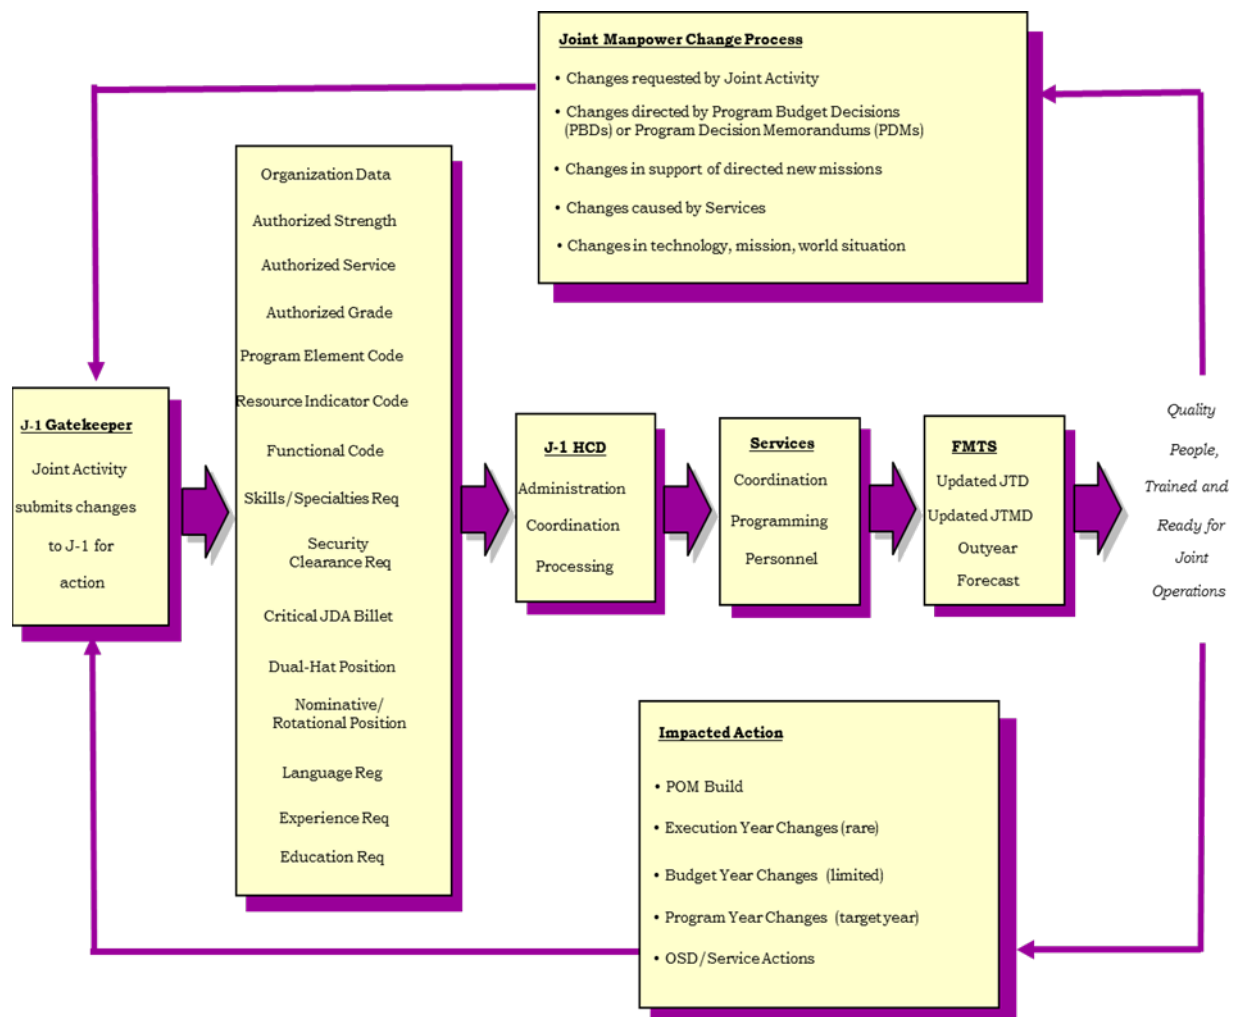 Joint Manpower Change Process
• Changes requested by Joint Activity
• Changes directed by Program Budget Decisions
(PBDs) or Program Decision Memorandums (PDMs)
• Changes in support of directed new missions
• Changes caused by Services
• Changes in technology, mission, world situation
J-1 Gatekeeper
Joint Activity
submits changes
to J-1 for
action
Organization Data
Authorized Strength
Authorized Service
Authorized Grade
Program Element Code
Resource Indicator Code
Functional Code
Skills/Specialties Req
Security
Clearance Req
Critical JDA Billet
Dual-Hat Position
Nominative/
Rotational Position
Language Reg
Experience Req
Education Req
J-1 HCD
Administration
Coordination
Processing
Services
Coordination
Programming
Personnel
FMTS
Updated JTD
Updated JTMD
Outyear
Forecast
Quality
People,
Trained and
Ready for
Joint
Operations
Impacted Action
• POM Build
• Execution Year Changes (rare)
• Budget Year Changes (limited)
• Program Year Changes (target year)
• OSD/Service Actions